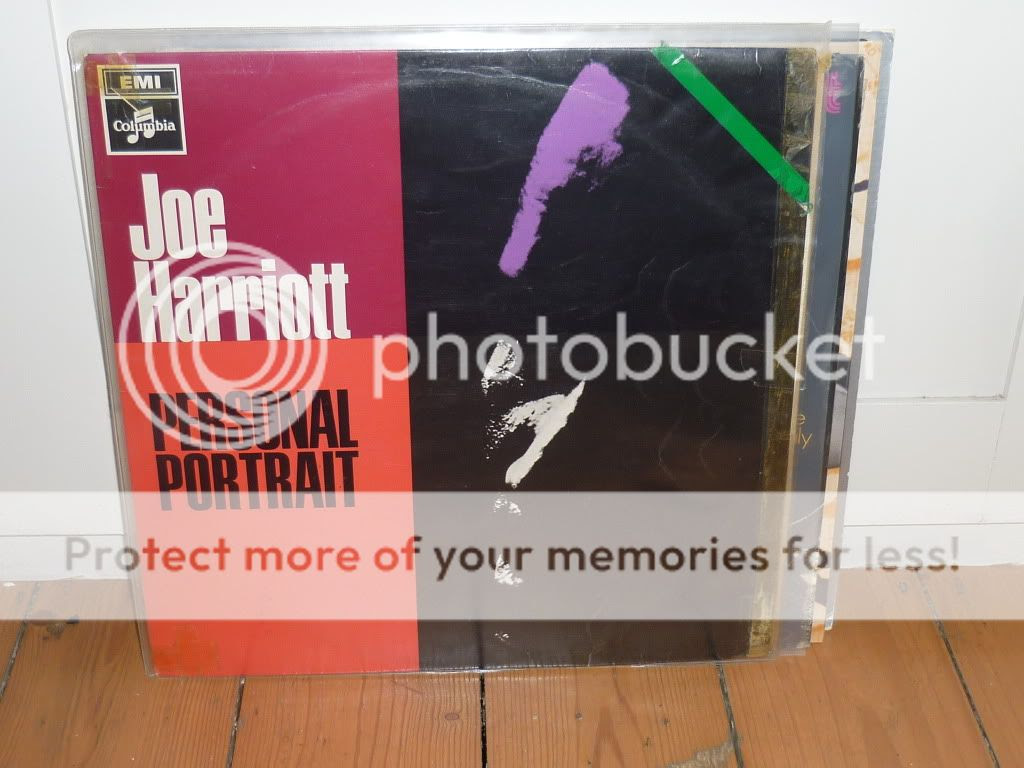 EMI
Columbia
Joe
Harriott
photobucket
PERSONAL
PORTRAIT
Protect more of your memories for less!